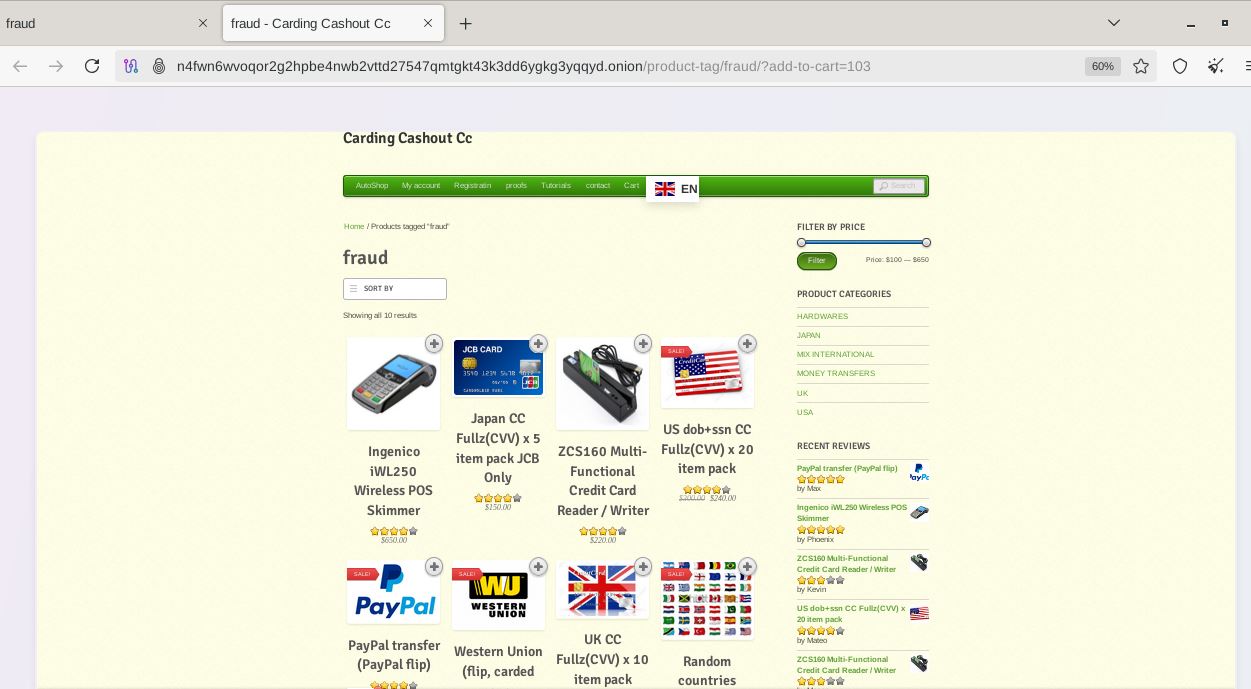 fraud
fraud - Carding Cashout Cc
n4fwn6wvoqor2g2hpbe4nwb2vttd27547qmtgkt43k3dd6ygkg3yqqyd.onion/product-tag/fraud/?add-to-cart=103
60%
Carding Cashout Cc
AutoShop My account Registratin proofs Tutorials contact Cart EN Search
Home / Products tagged "fraud"
fraud
SORT BY
Showing all 10 results
JCB CARD
SALE!
Ingenico
iWL250
Wireless POS
Skimmer
$650.00
Japan CC
Fullz(CVV) x 5
item pack JCB
Only
$150.00
ZCS160 Multi-
Functional
Credit Card
Reader / Writer
$220.00
US dob+ssn CC
Fullz(CVV) x 20
item pack
$300.00 $240.00
SALE!
PayPal
PayPal transfer
(PayPal flip)
SALE!
WU
WESTERN
UNION
Western Union
(flip, carded
UK CC
Fullz(CVV) x 10
item pack
SALE!
Random
countries
FILTER BY PRICE
Filter
Price: $100 — $650
PRODUCT CATEGORIES
HARDWARES
JAPAN
MIX INTERNATIONAL
MONEY TRANSFERS
UK
USA
RECENT REVIEWS
PayPal transfer (PayPal flip)
by Max
Ingenico iWL250 Wireless POS
Skimmer
by Phoenix
ZCS160 Multi-Functional
Credit Card Reader / Writer
by Kevin
US dob+ssn CC Fullz(CVV) x
20 item pack
by Mateo
ZCS160 Multi-Functional
Credit Card Reader / Writer